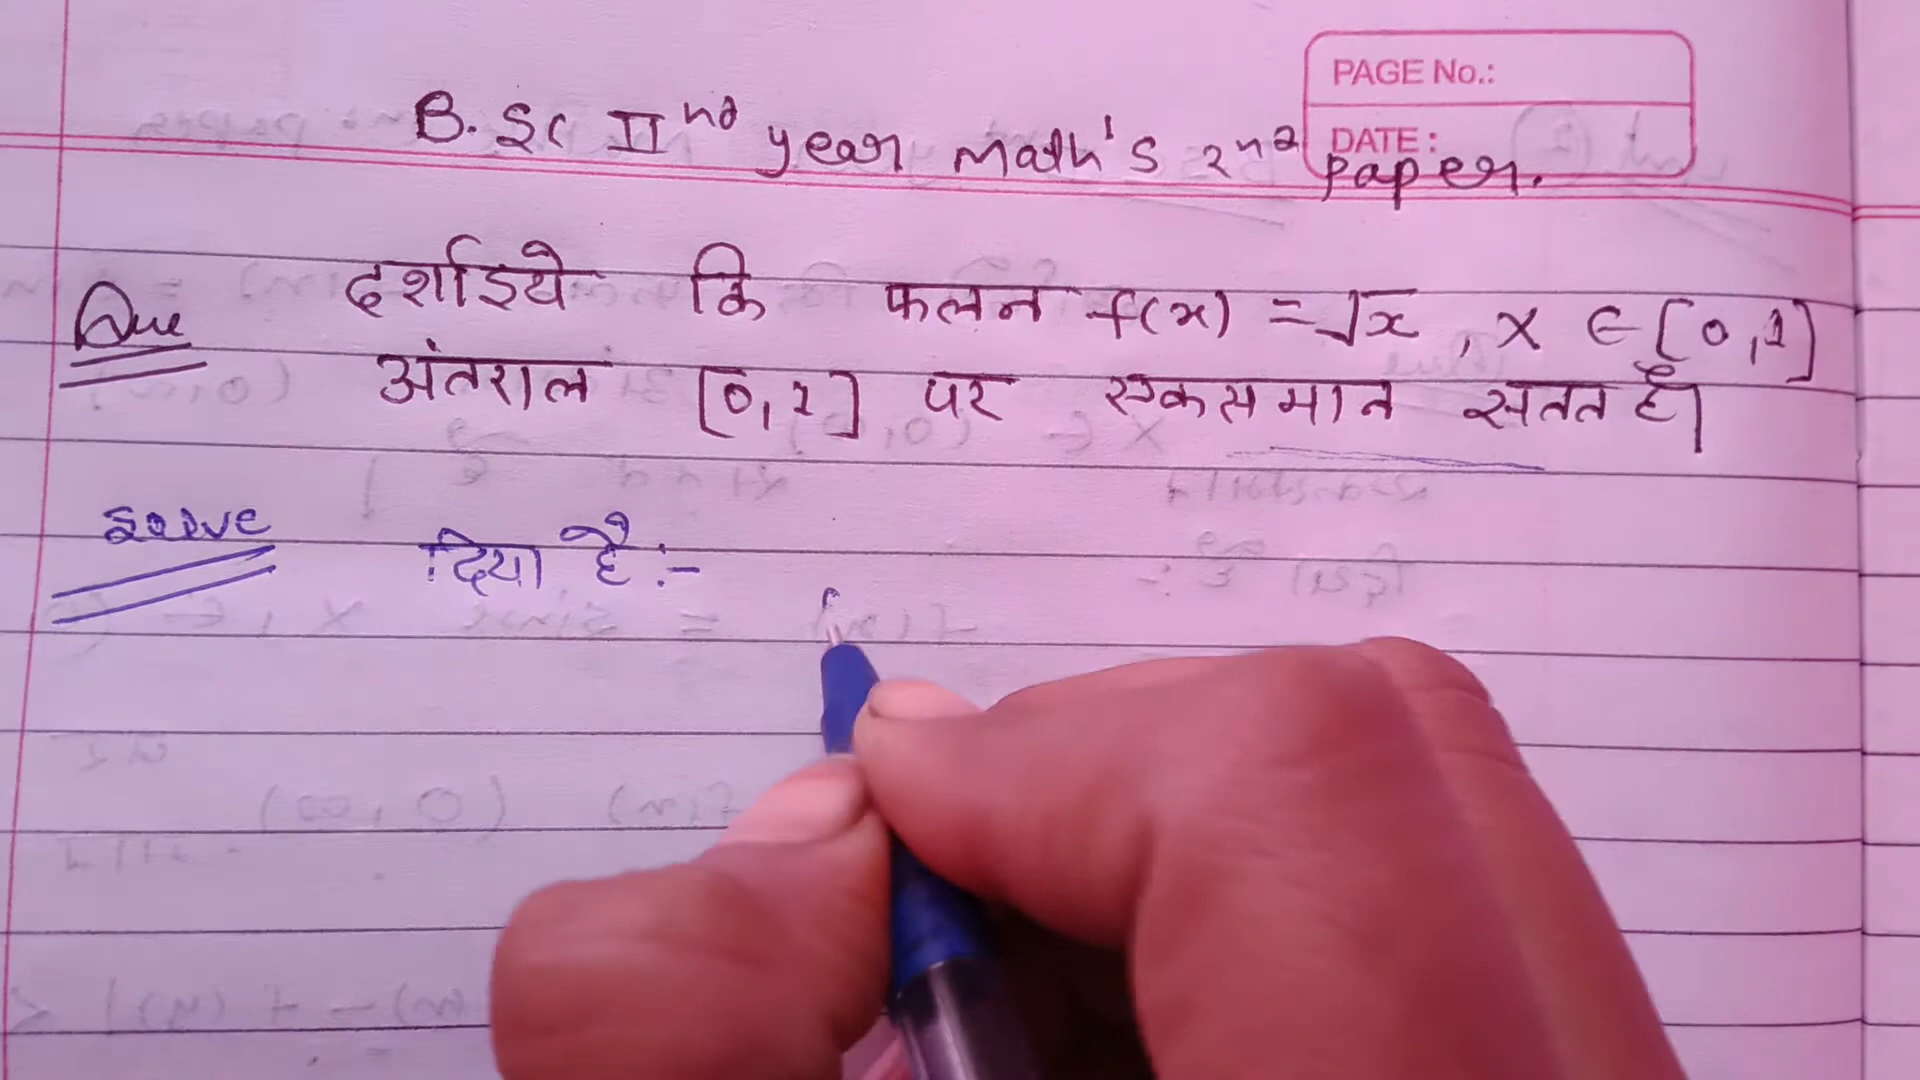 PAGE No.:
DATE:
B.Sc IInd year math's 2nd paper.
Que दर्शाइये कि फलन f(x) = √x , x ∈ [0,1]
अंतराल [0,1] पर एकसमान सतत है।
solve दिया है :-